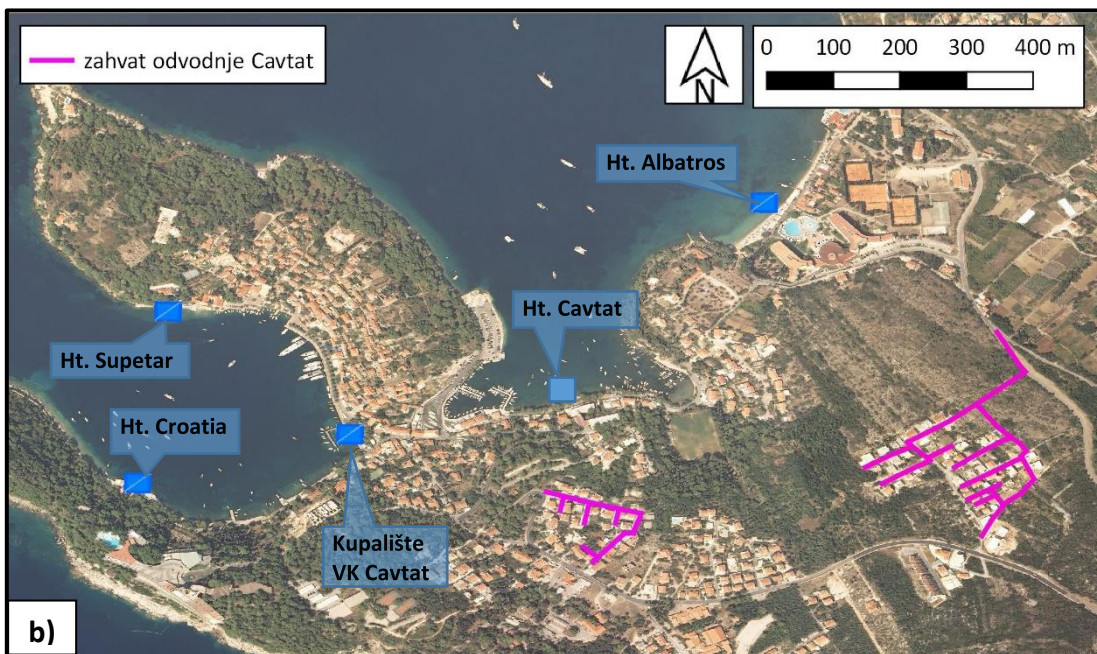 zahvat odvodnje Cavtat
N
0 100 200 300 400 m
Ht. Albatros
Ht. Cavtat
Ht. Supetar
Ht. Croatia
Kupalište
VK Cavtat
b)